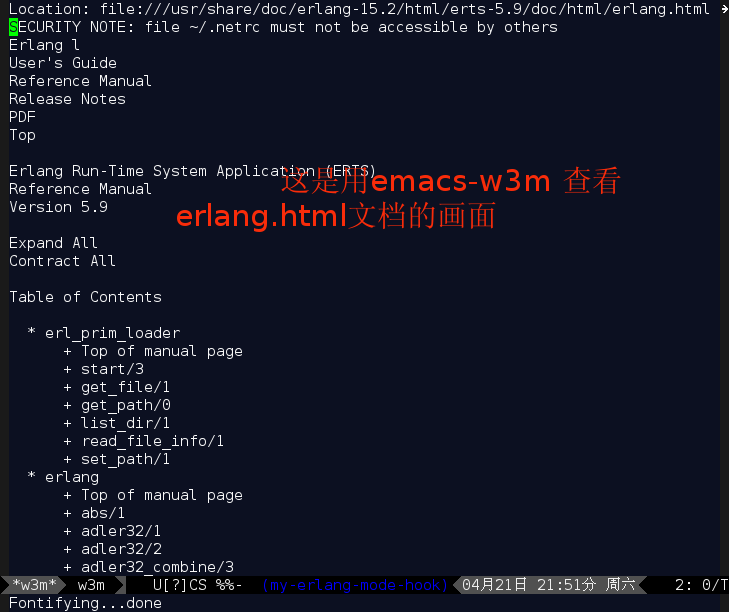 Location: file:///usr/share/doc/erlang-15.2/html/erts-5.9/doc/html/erlang.html
SECURITY NOTE: file ~/.netrc must not be accessible by others
Erlang l
User's Guide
Reference Manual
Release Notes
PDF
Top
Erlang Run-Time System Application (ERTS)
这是用emacs-w3m 查看
Reference Manual
Version 5.9
erlang.html文档的画面
Expand All
Contract All
Table of Contents
* erl_prim_loader
+ Top of manual page
+ start/3
+ get_file/1
+ get_path/0
+ list_dir/1
+ read_file_info/1
+ set_path/1
* erlang
+ Top of manual page
+ abs/1
+ adler32/1
+ adler32/2
+ adler32_combine/3
*w3m* w3m U[?]CS %%- (my-erlang-mode-hook) 04月21日 21:51分 周六 2: 0/T
Fontifying...done